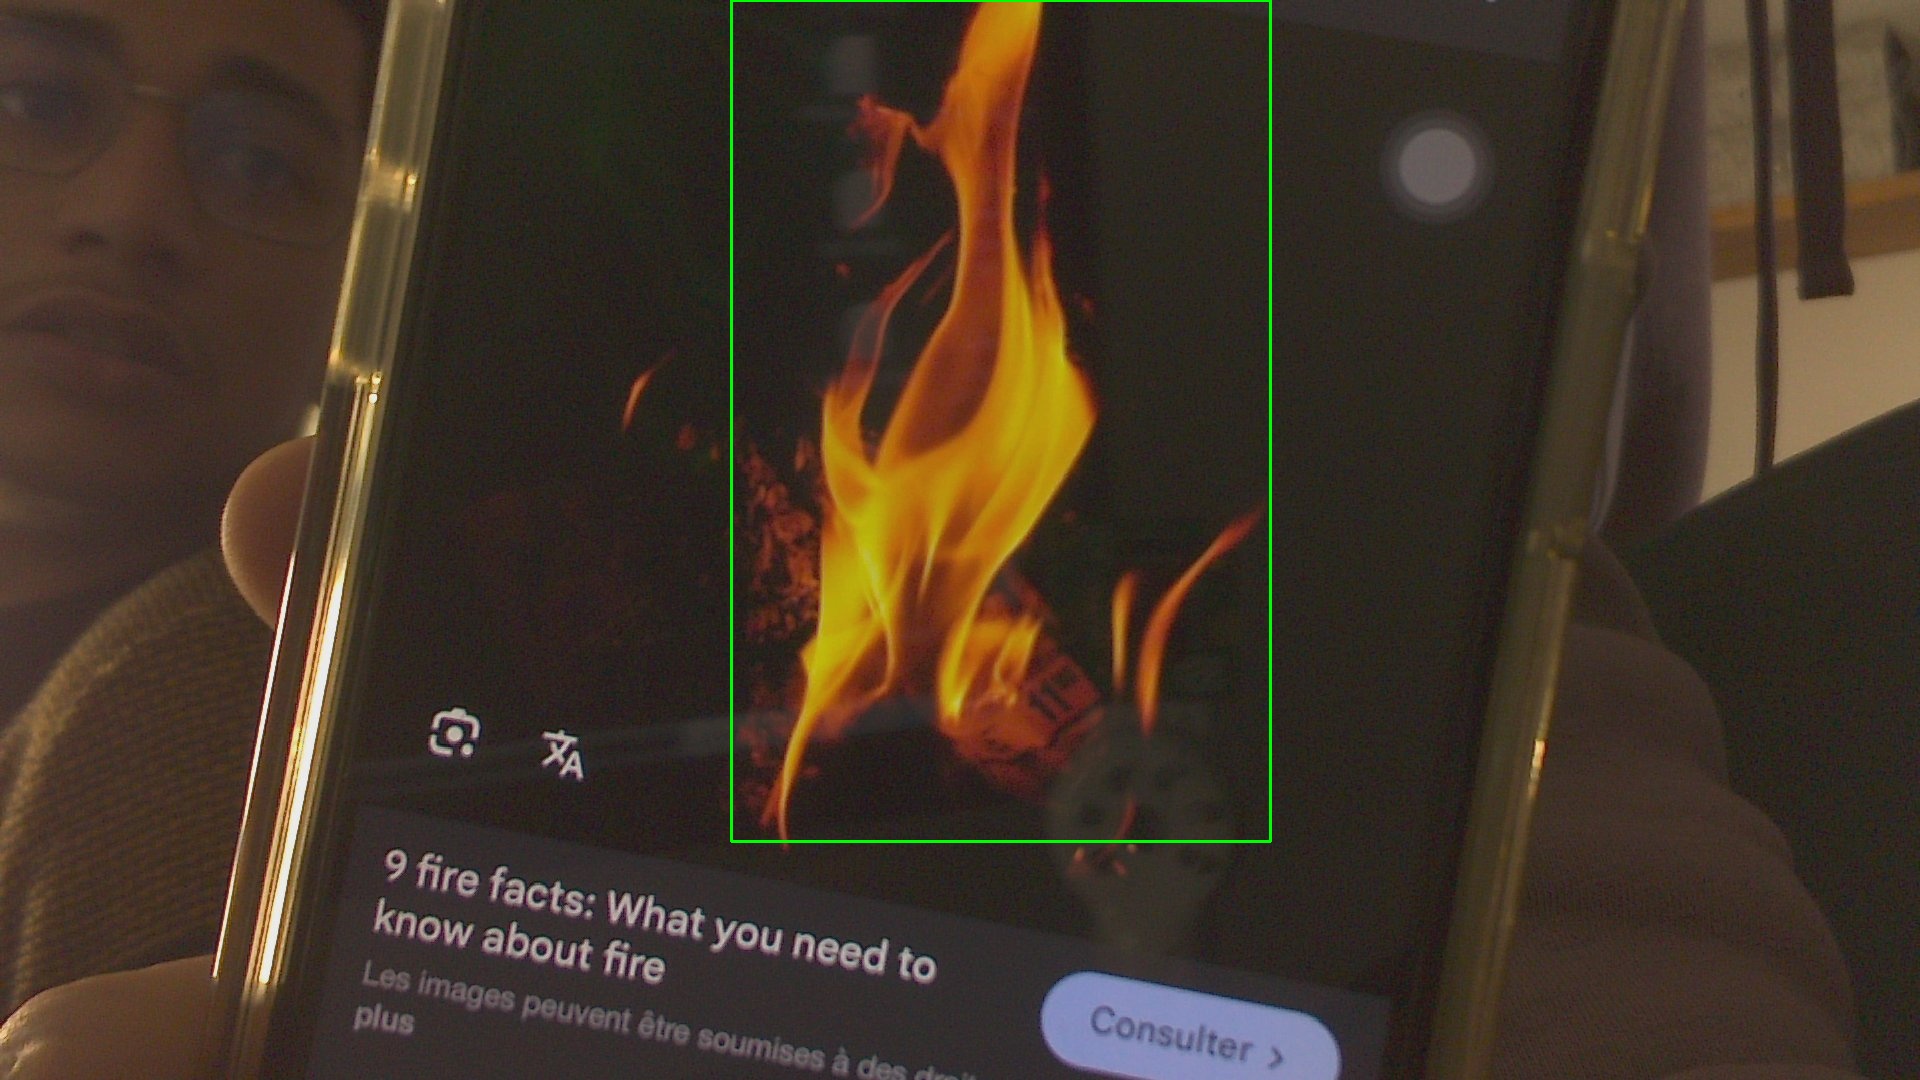 9 fire facts: What you need to
know about fire
Les images peuvent être soumises à des
plus
Consulter